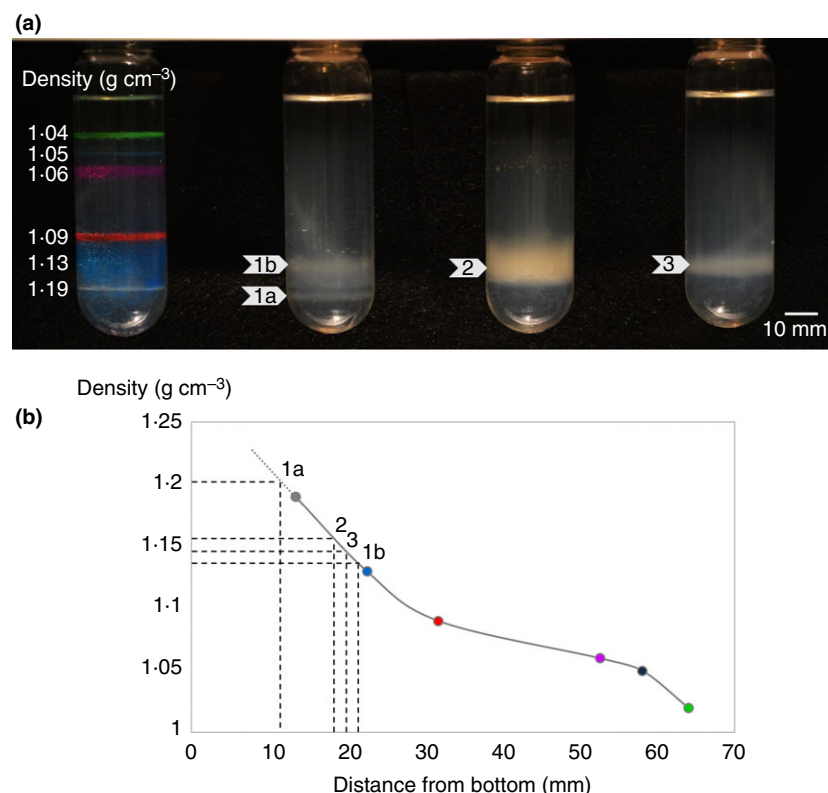 (a)
Density (g cm–3)
1·04
1·05
1·06
1·09
1·13
1·19
1b
1a
2
3
10 mm
Density (g cm–3)
(b)
1·25
1·2
1·15
1·1
1·05
1
1a
2
3
1b
0 10 20 30 40 50 60 70
Distance from bottom (mm)